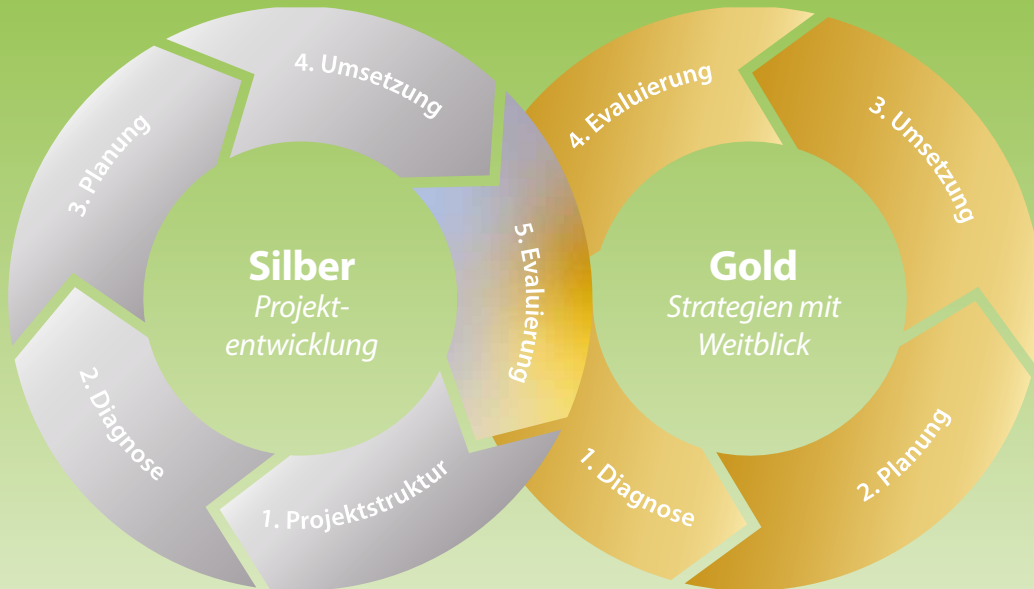 Silber
Projekt-
entwicklung
1. Projektstruktur
2. Diagnose
3. Planung
4. Umsetzung
5. Evaluierung
Gold
Strategien mit
Weitblick
1. Diagnose
2. Planung
3. Umsetzung
4. Evaluierung